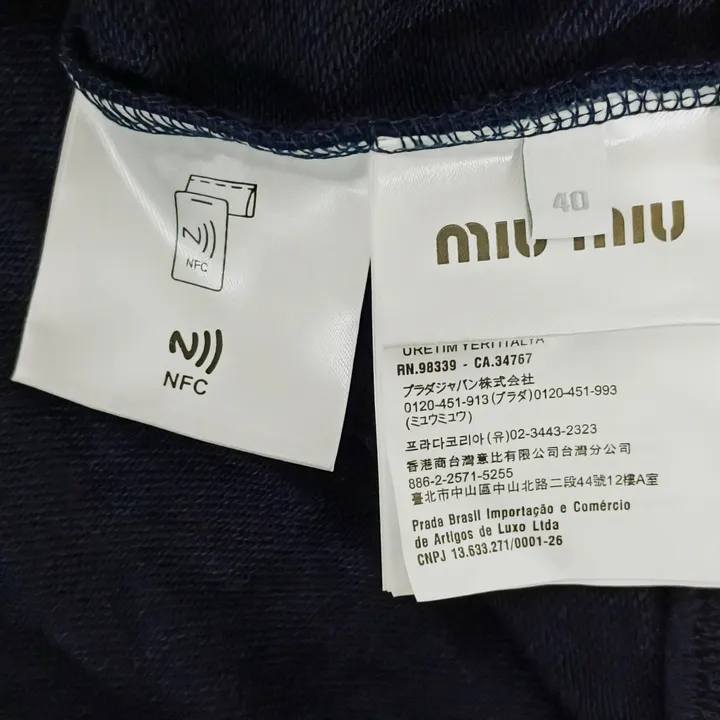 NFC
NFC
40
miu miu
ÜRETİM YERİ İTALYA
RN.98339 - CA.34767
プラダジャパン株式会社
0120-451-913(プラダ)0120-451-993
(ミユウミユワ)
프라다코리아(유)02-3443-2323
香港商台灣意比有限公司台灣分公司
886-2-2571-5255
臺北市中山區中山北路二段44號12樓A室
Prada Brasil Importação e Comércio
de Artigos de Luxo Ltda
CNPJ 13.633.271/0001-26